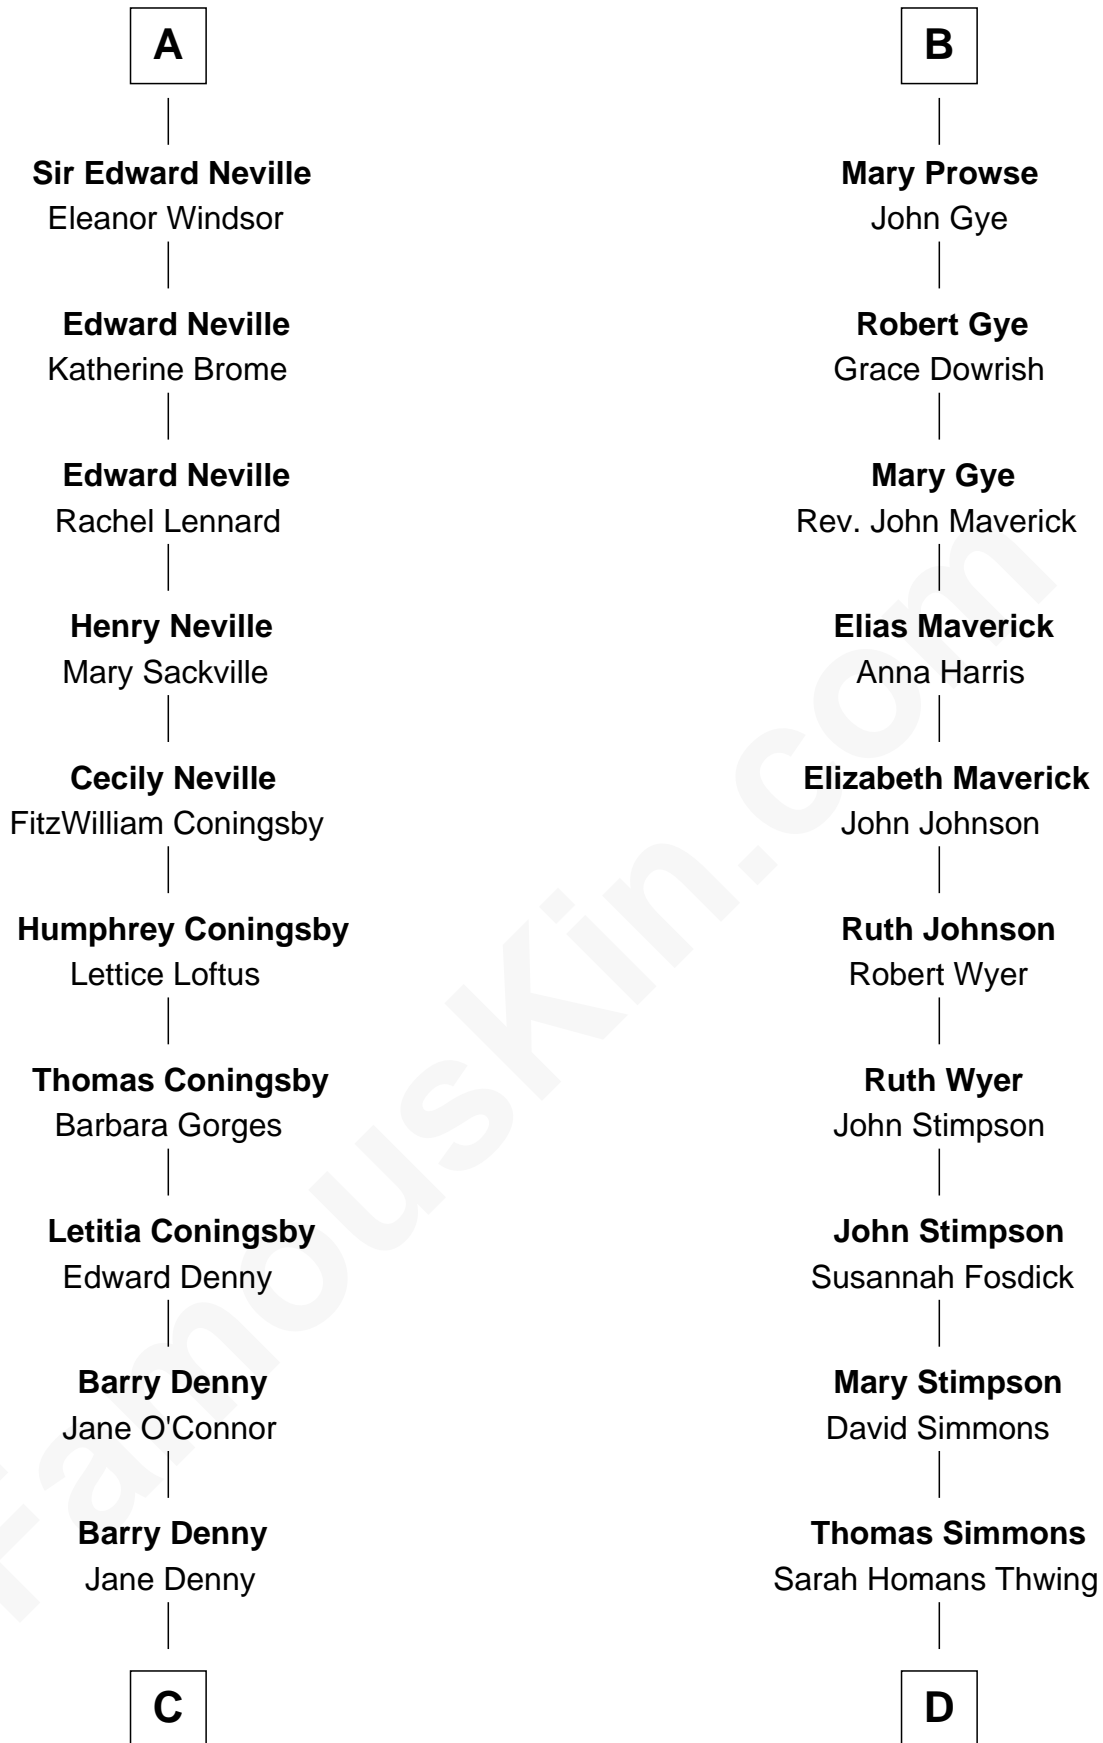 A
Sir Edward Neville
Eleanor Windsor
Edward Neville
Katherine Brome
Edward Neville
Rachel Lennard
Henry Neville
Mary Sackville
Cecily Neville
FitzWilliam Coningsby
Humphrey Coningsby
Lettice Loftus
Thomas Coningsby
Barbara Gorges
Letitia Coningsby
Edward Denny
Barry Denny
Jane O'Connor
Barry Denny
Jane Denny
C
B
Mary Prowse
John Gye
Robert Gye
Grace Dowrish
Mary Gye
Rev. John Maverick
Elias Maverick
Anna Harris
Elizabeth Maverick
John Johnson
Ruth Johnson
Robert Wyer
Ruth Wyer
John Stimpson
John Stimpson
Susannah Fosdick
Mary Stimpson
David Simmons
Thomas Simmons
Sarah Homans Thwing
D
FamousKin.com